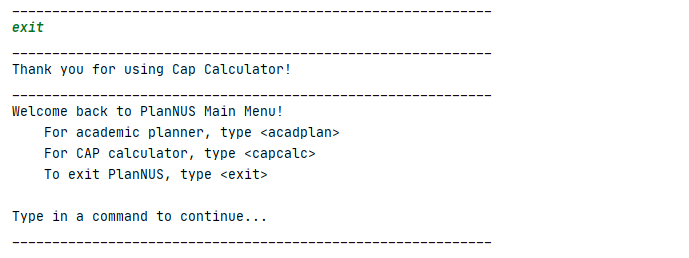 ____________________________________________________________
exit
____________________________________________________________
Thank you for using Cap Calculator!
____________________________________________________________
Welcome back to PlanNUS Main Menu!
    For academic planner, type <acadplan>
    For CAP calculator, type <capcalc>
    To exit PlanNUS, type <exit>

Type in a command to continue...
____________________________________________________________